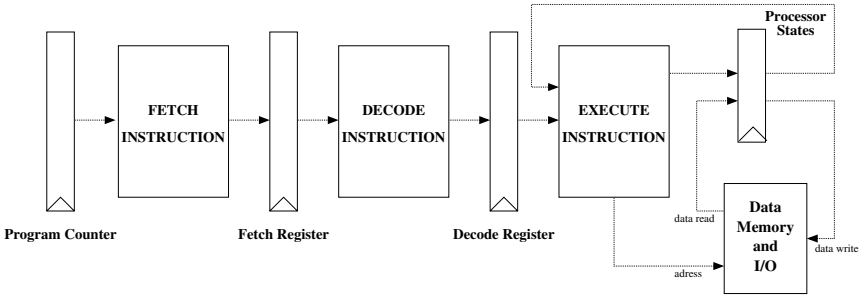 Processor
States
FETCH
INSTRUCTION
DECODE
INSTRUCTION
EXECUTE
INSTRUCTION
Program Counter
Fetch Register
Decode Register
data read
Data
Memory
and
I/O
data write
adress